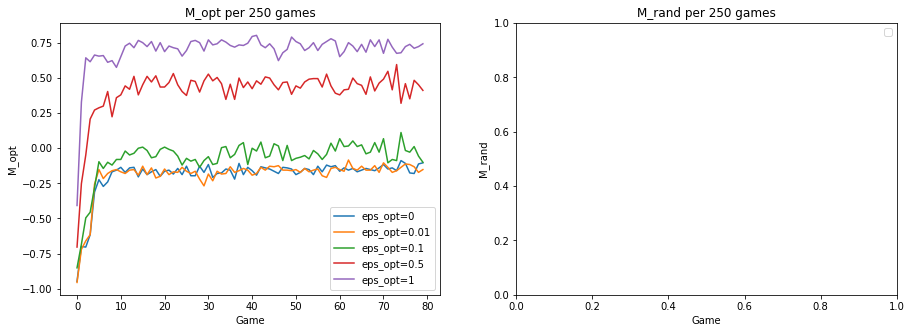 M_opt per 250 games
M_opt
0.75
0.50
0.25
0.00
−0.25
−0.50
−0.75
−1.00
0 10 20 30 40 50 60 70 80
Game
eps_opt=0
eps_opt=0.01
eps_opt=0.1
eps_opt=0.5
eps_opt=1
M_rand per 250 games
M_rand
1.0
0.8
0.6
0.4
0.2
0.0
0.0 0.2 0.4 0.6 0.8 1.0
Game